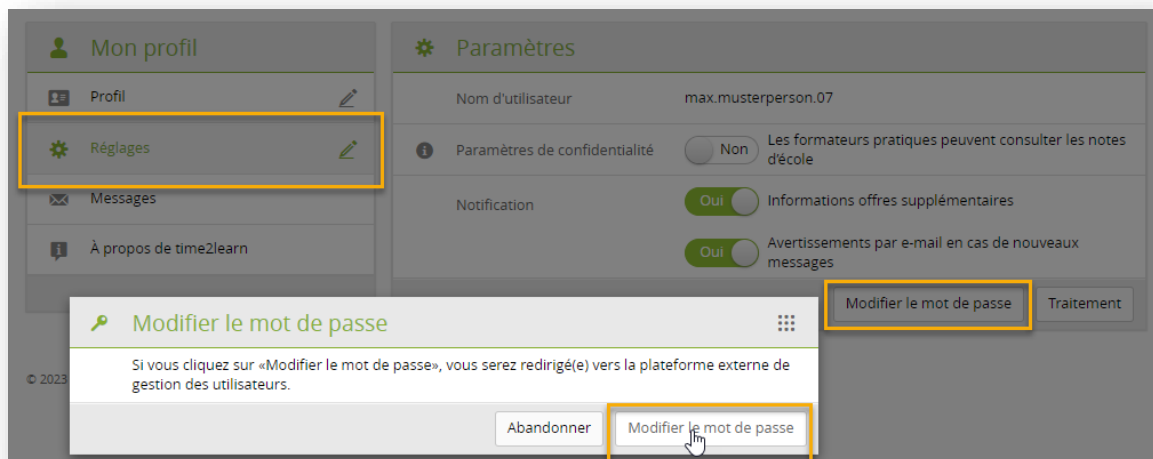 Mon profil
Profil
Réglages
Messages
À propos de time2learn
Paramètres
Nom d'utilisateur
max.musterperson.07
Paramètres de confidentialité
Non
Les formateurs pratiques peuvent consulter les notes
d'école
Notification
Oui
Informations offres supplémentaires
Oui
Avertissements par e-mail en cas de nouveaux
messages
Modifier le mot de passe
Traitement
© 2023
Modifier le mot de passe
Si vous cliquez sur «Modifier le mot de passe», vous serez redirigé(e) vers la plateforme externe de
gestion des utilisateurs.
Abandonner
Modifier le mot de passe